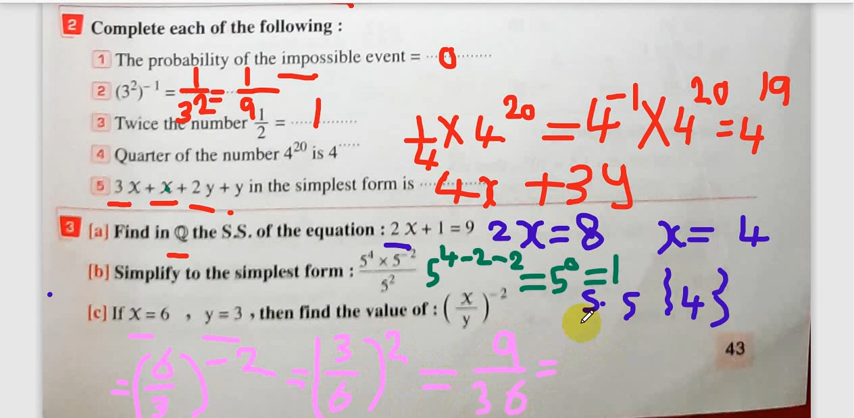 2 Complete each of the following :
1 The probability of the impossible event = ............ 0
2 (3²)⁻¹ = 1/3² = 1/9
3 Twice the number 1/2 = ............ 1
1/4 × 4²⁰ = 4⁻¹ × 4²⁰ = 4¹⁹
4 Quarter of the number 4²⁰ is 4.....
5 3 X + X + 2 y + y in the simplest form is ..... 4x + 3y
3 [a] Find in ℚ the S.S. of the equation : 2 X + 1 = 9 2x = 8 x = 4
[b] Simplify to the simplest form : 5⁴ × 5⁻² / 5² 5⁴⁻²⁻² = 5⁰ = 1
S. S {4}
[c] If X = 6 , y = 3 , then find the value of : (X/y)⁻²
43
= (6/3)⁻² = (3/6)² = 9/36 =